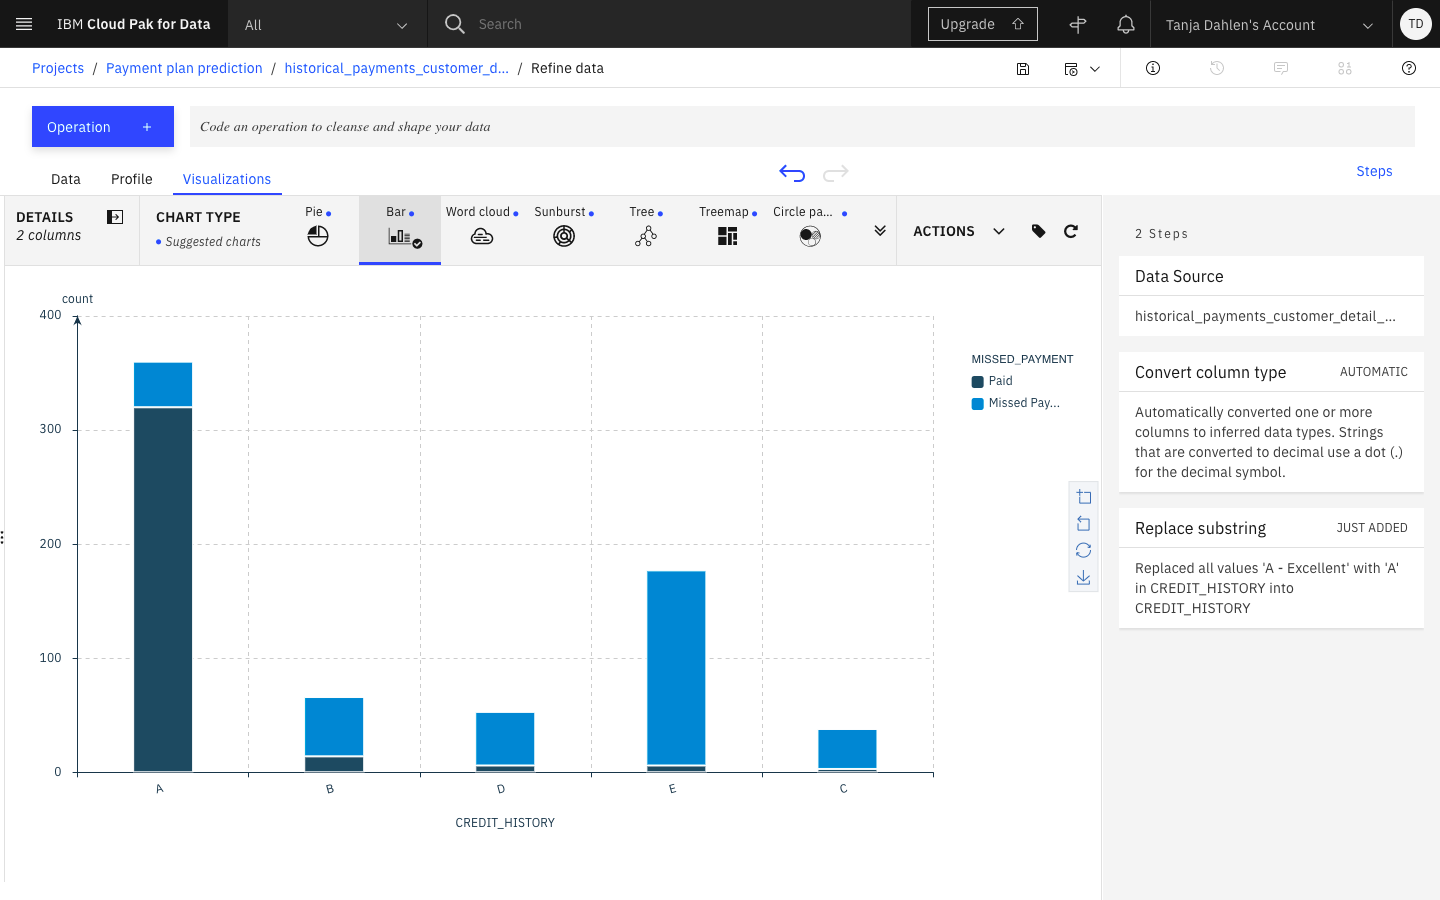 IBM Cloud Pak for Data
All
Search
Upgrade
Tanja Dahlen's Account
TD
Projects / Payment plan prediction / historical_payments_customer_d... / Refine data
Operation +
Code an operation to cleanse and shape your data
Data
Profile
Visualizations
Steps
DETAILS
2 columns
CHART TYPE
Suggested charts
Pie
Bar
Word cloud
Sunburst
Tree
Treemap
Circle pa...
ACTIONS
count
400
300
200
100
0
A
B
D
E
C
CREDIT_HISTORY
MISSED_PAYMENT
Paid
Missed Pay...
2 Steps
Data Source
historical_payments_customer_detail_...
Convert column type AUTOMATIC
Automatically converted one or more
columns to inferred data types. Strings
that are converted to decimal use a dot (.)
for the decimal symbol.
Replace substring JUST ADDED
Replaced all values 'A - Excellent' with 'A'
in CREDIT_HISTORY into
CREDIT_HISTORY